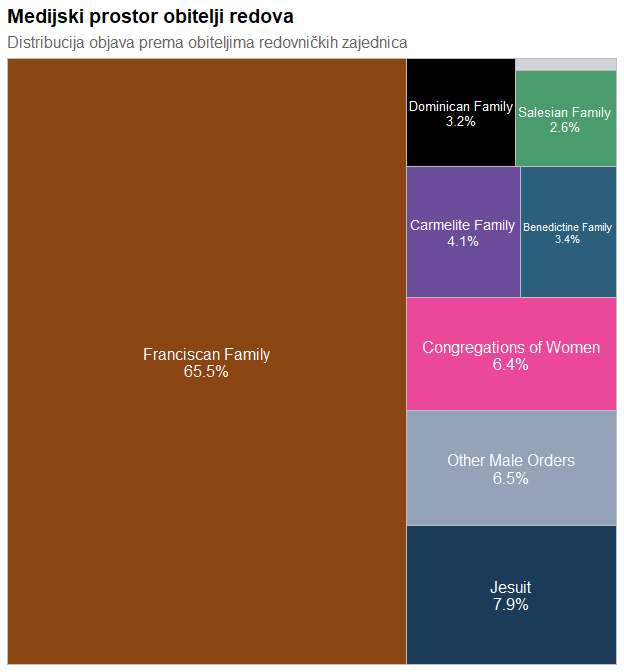 Medijski prostor obitelji redova
Distribucija objava prema obiteljima redovničkih zajednica
Dominican Family
3.2%
Salesian Family
2.6%
Carmelite Family
4.1%
Benedictine Family
3.4%
Franciscan Family
65.5%
Congregations of Women
6.4%
Other Male Orders
6.5%
Jesuit
7.9%